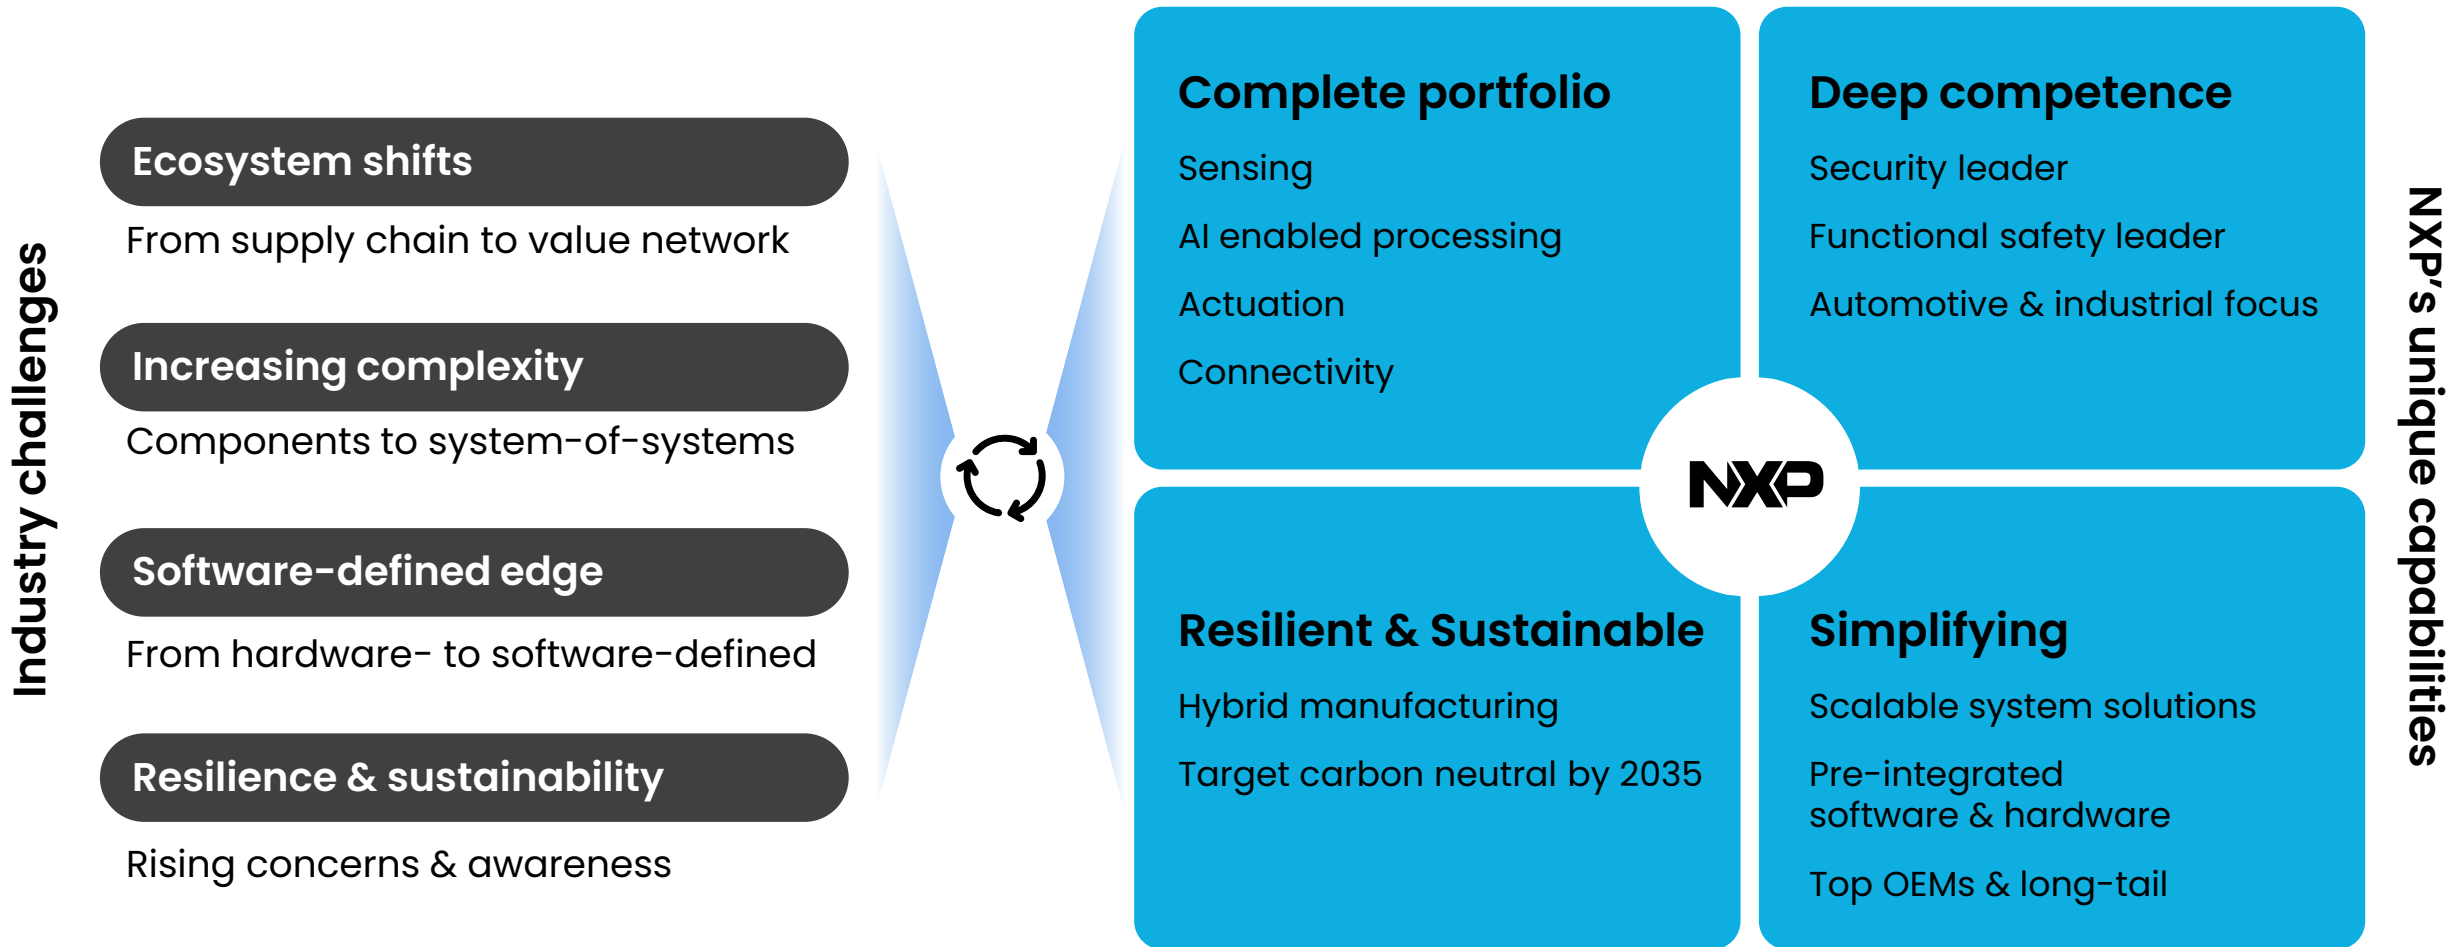 Industry challenges
Ecosystem shifts
From supply chain to value network
Increasing complexity
Components to system-of-systems
Software-defined edge
From hardware- to software-defined
Resilience & sustainability
Rising concerns & awareness
Complete portfolio
Sensing
AI enabled processing
Actuation
Connectivity
Deep competence
Security leader
Functional safety leader
Automotive & industrial focus
NXP
Resilient & Sustainable
Hybrid manufacturing
Target carbon neutral by 2035
Simplifying
Scalable system solutions
Pre-integrated
software & hardware
Top OEMs & long-tail
NXP’s unique capabilities